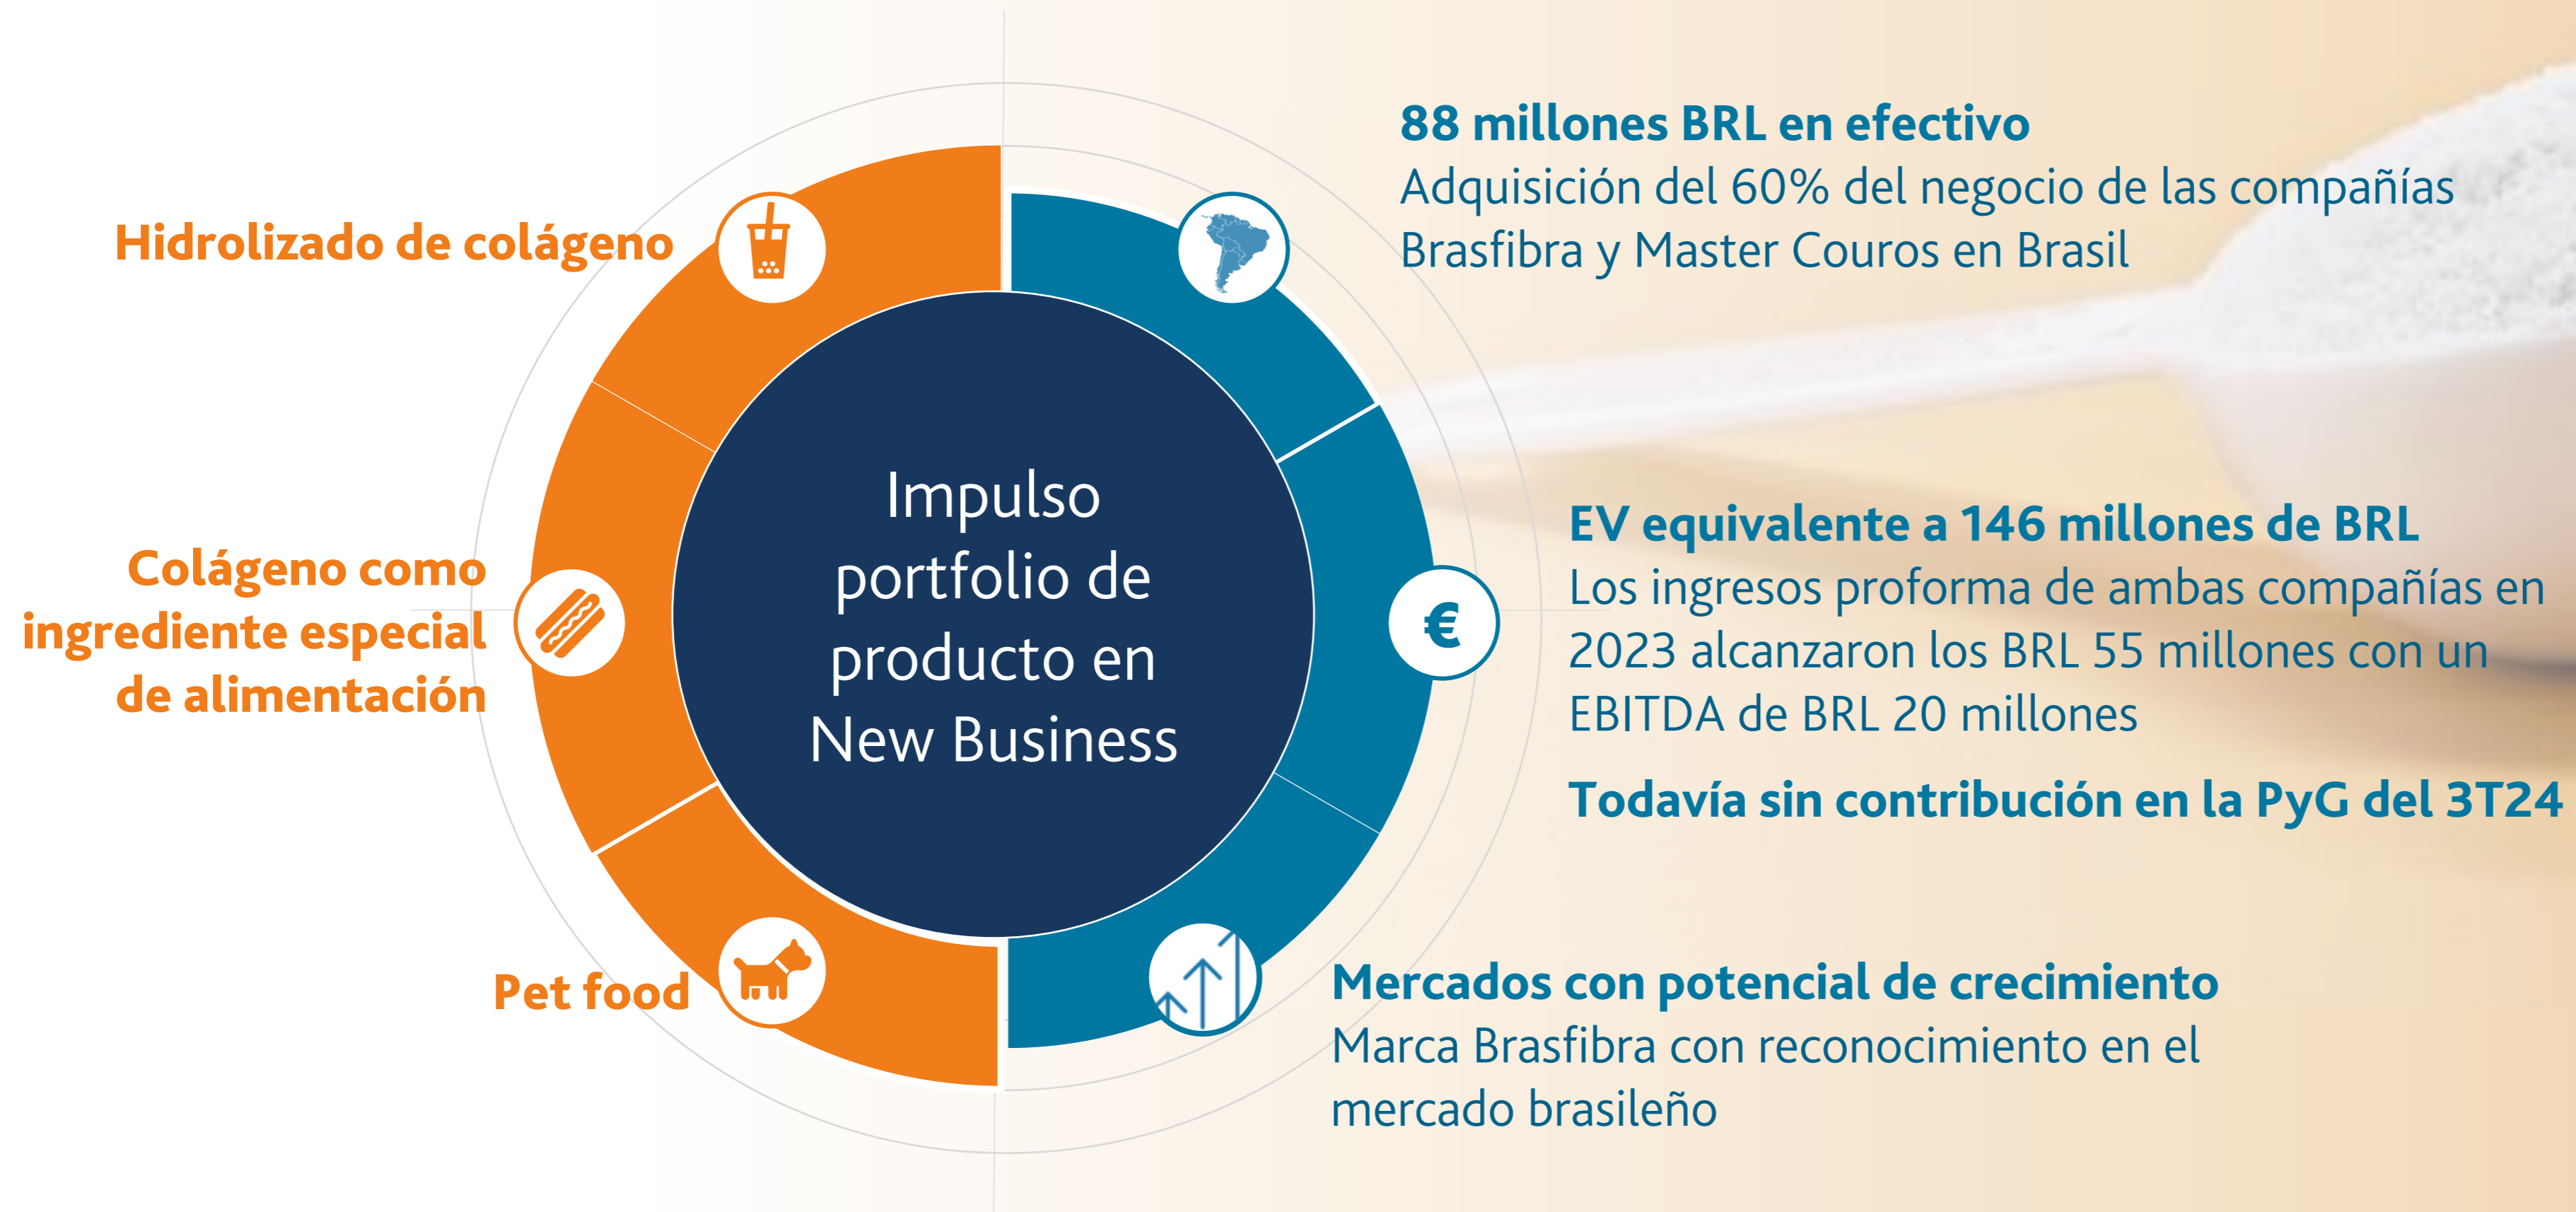 Hidrolizado de colágeno
Colágeno como
ingrediente especial
de alimentación
Pet food
Impulso
portfolio de
producto en
New Business
88 millones BRL en efectivo
Adquisición del 60% del negocio de las compañías
Brasfibra y Master Couros en Brasil
€
EV equivalente a 146 millones de BRL
Los ingresos proforma de ambas compañías en
2023 alcanzaron los BRL 55 millones con un
EBITDA de BRL 20 millones
Todavía sin contribución en la PyG del 3T24
Mercados con potencial de crecimiento
Marca Brasfibra con reconocimiento en el
mercado brasileño